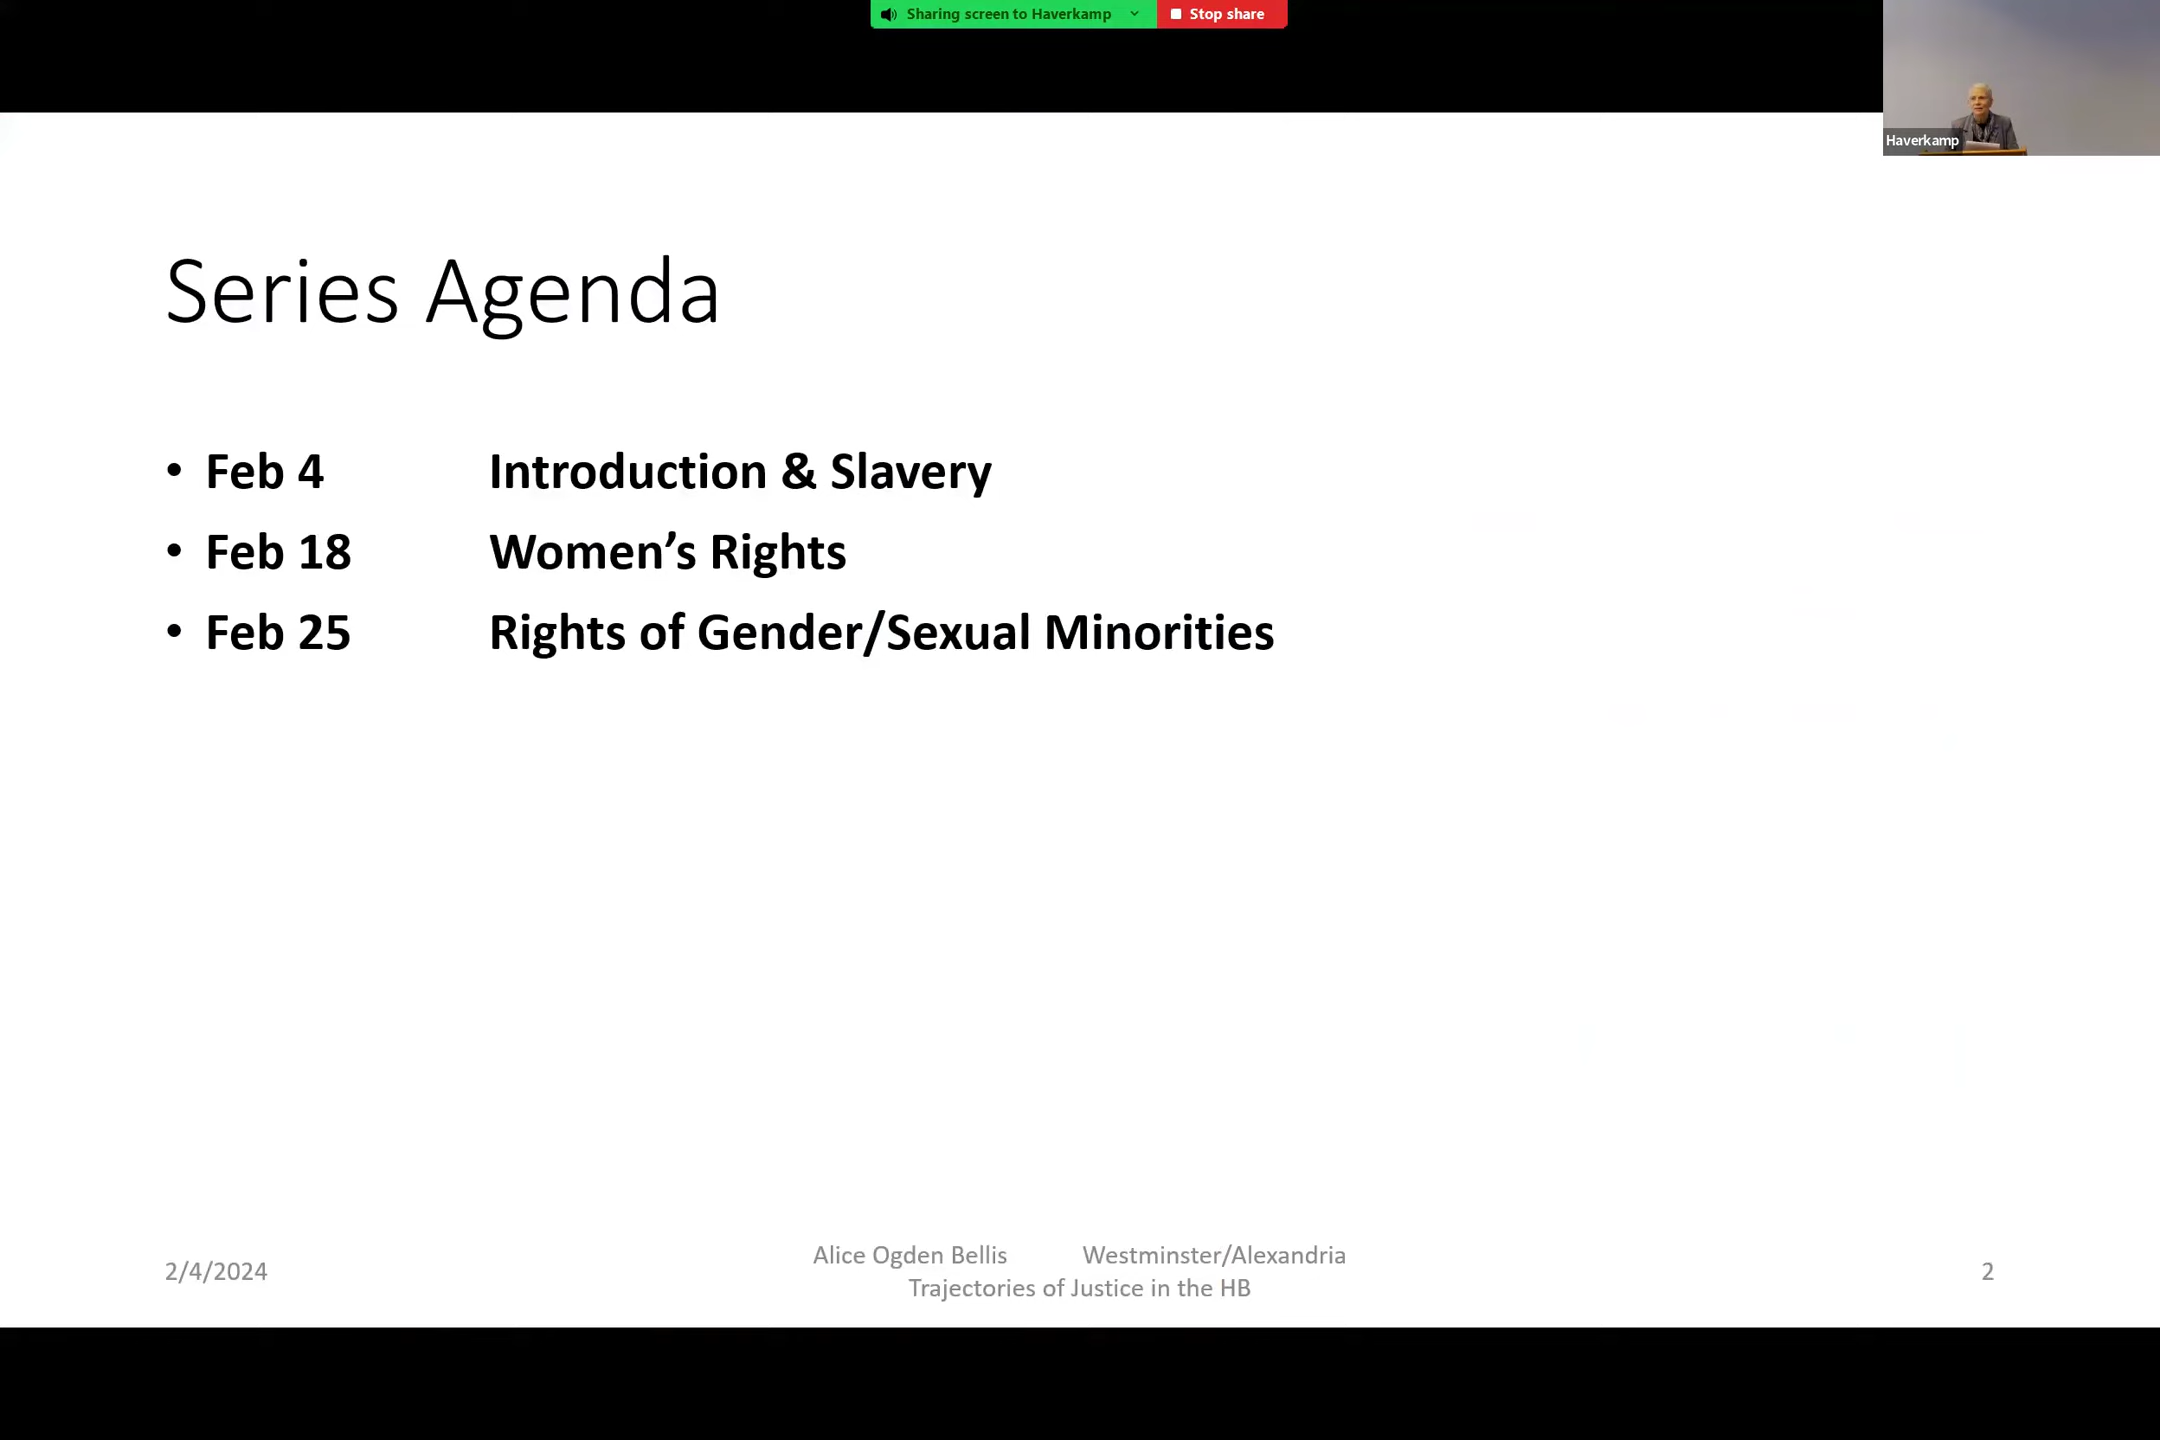 Sharing screen to Haverkamp Stop share
Haverkamp
Series Agenda
• Feb 4 Introduction & Slavery
• Feb 18 Women’s Rights
• Feb 25 Rights of Gender/Sexual Minorities
2/4/2024
Alice Ogden Bellis Westminster/Alexandria
Trajectories of Justice in the HB
2